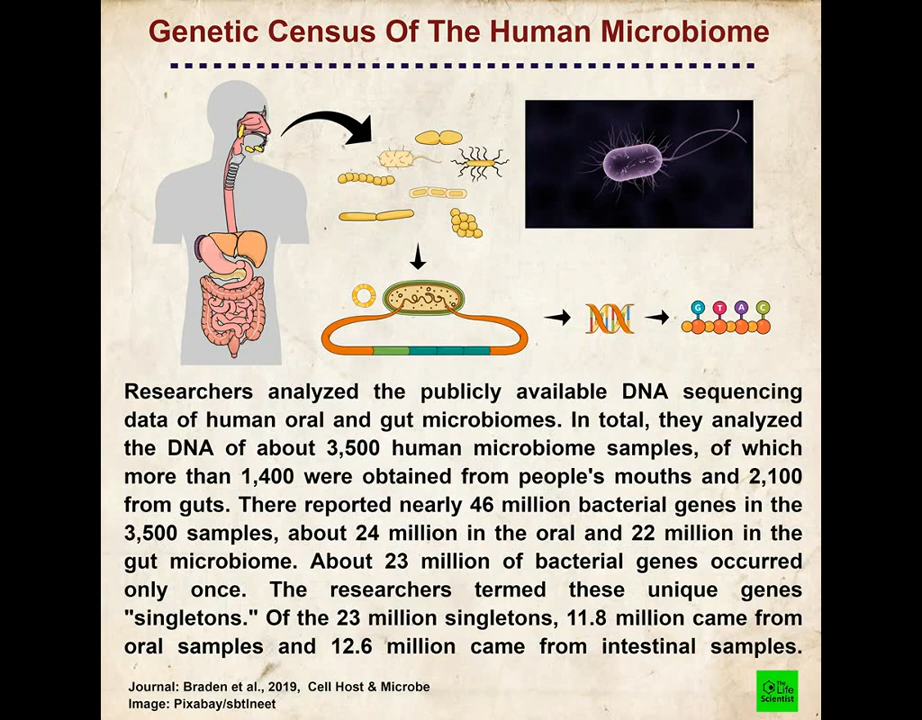 Genetic Census Of The Human Microbiome
G T A C
Researchers analyzed the publicly available DNA sequencing
data of human oral and gut microbiomes. In total, they analyzed
the DNA of about 3,500 human microbiome samples, of which
more than 1,400 were obtained from people's mouths and 2,100
from guts. There reported nearly 46 million bacterial genes in the
3,500 samples, about 24 million in the oral and 22 million in the
gut microbiome. About 23 million of bacterial genes occurred
only once. The researchers termed these unique genes
"singletons." Of the 23 million singletons, 11.8 million came from
oral samples and 12.6 million came from intestinal samples.
Journal: Braden et al., 2019, Cell Host & Microbe
Image: Pixabay/sbtlneet
The
Life
Scientist